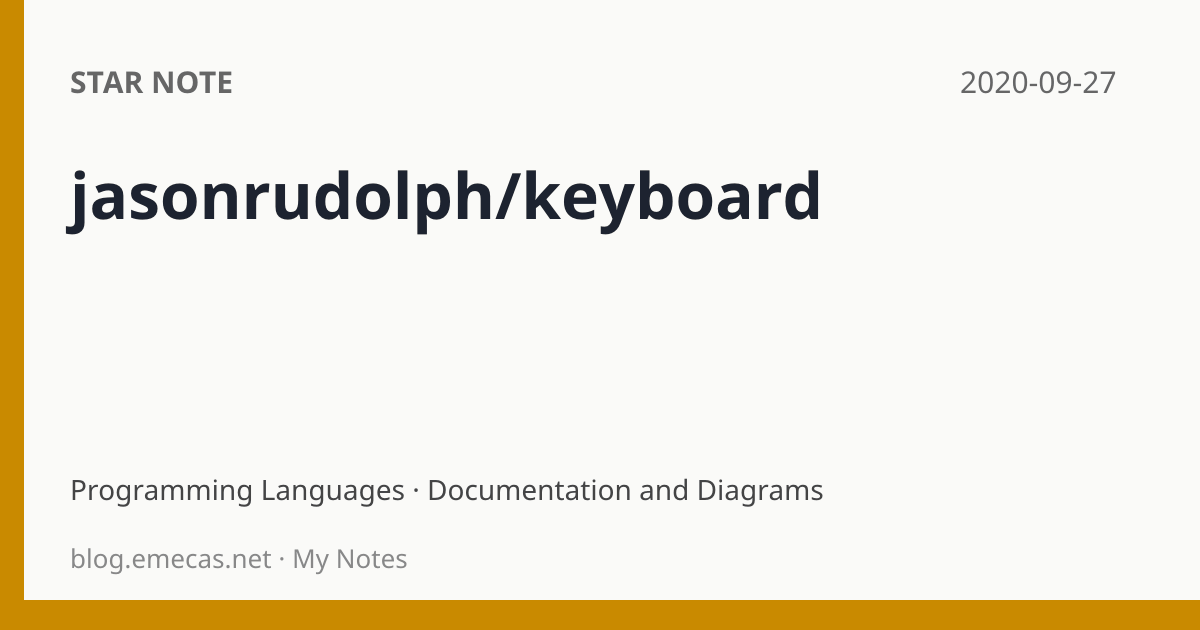 STAR NOTE 2020-09-27
jasonrudolph/keyboard
Programming Languages · Documentation and Diagrams
blog.emecas.net · My Notes